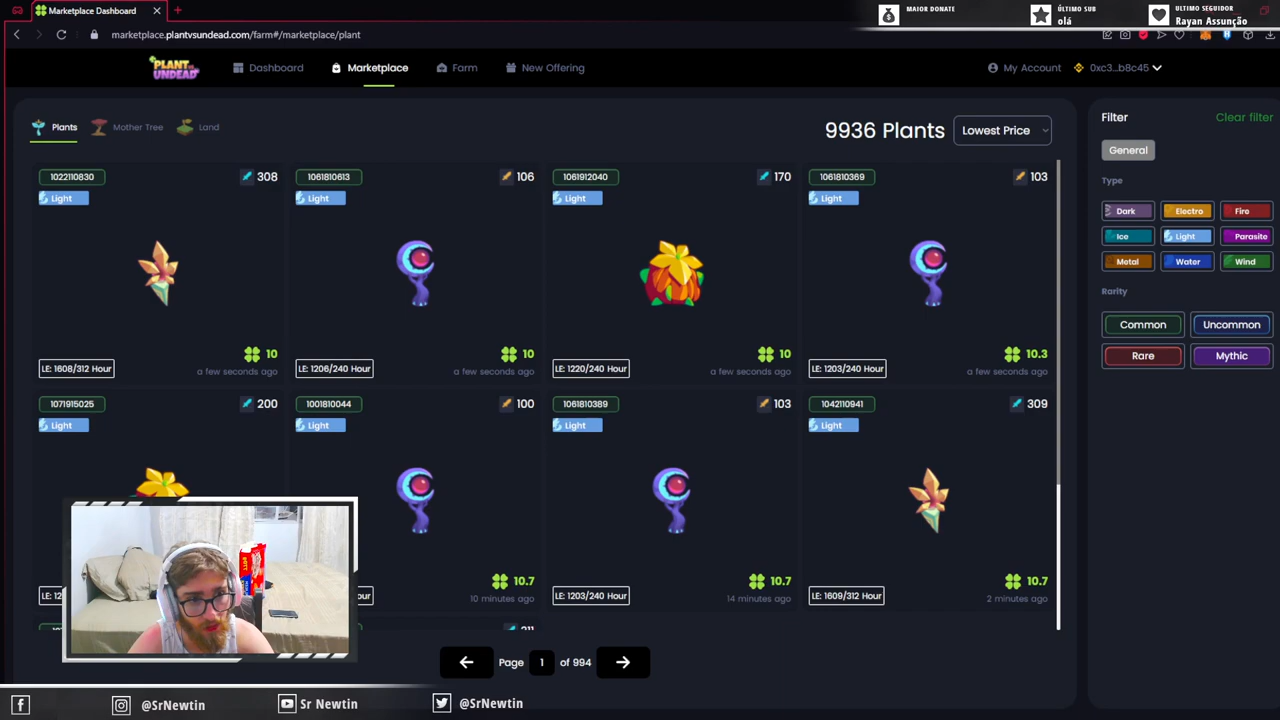 Marketplace Dashboard
MAIOR DONATE
ÚLTIMO SUB
olá
ÚLTIMO SEGUIDOR
Rayan Assunção
marketplace.plantvsundead.com/farm#/marketplace/plant
PLANT UNDEAD
Dashboard
Marketplace
Farm
New Offering
My Account
0xc3...b8c45
Plants
Mother Tree
Land
9936 Plants
Lowest Price
1022110830
308
Light
10
LE: 1608/312 Hour
a few seconds ago
1061810613
106
Light
10
LE: 1206/240 Hour
a few seconds ago
1061912040
170
Light
10
LE: 1220/240 Hour
a few seconds ago
1061810369
103
Light
10.3
LE: 1203/240 Hour
a few seconds ago
1071915025
200
Light
1001810044
100
Light
10.7
10 minutes ago
1061810389
103
Light
10.7
LE: 1203/240 Hour
14 minutes ago
1042110941
309
Light
10.7
LE: 1609/312 Hour
2 minutes ago
Page 1 of 994
Filter
Clear filter
General
Type
Dark
Electro
Fire
Ice
Light
Parasite
Metal
Water
Wind
Rarity
Common
Uncommon
Rare
Mythic
@SrNewtin
Sr Newtin
@SrNewtin